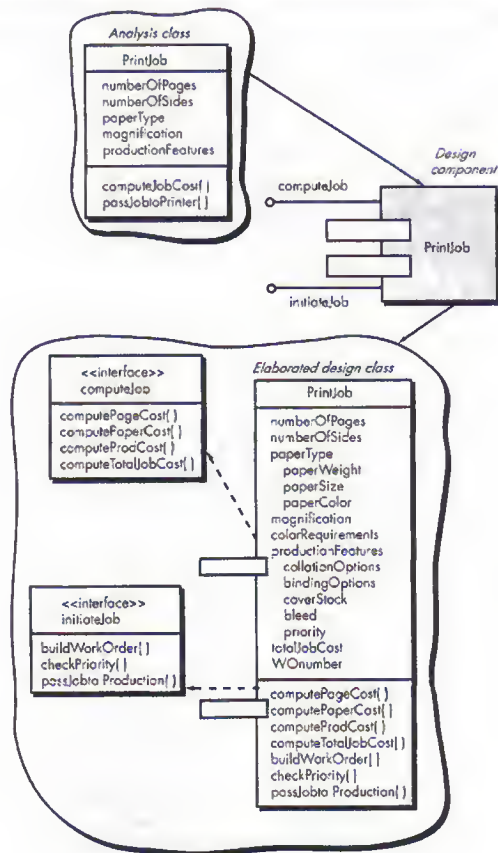 Analysis class
PrintJob
numberOfPages
numberOfSides
paperType
magnification
productionFeatures
computeJobCost( )
passJobtoPrinter( )
Design
component
computeJob
PrintJob
initiateJob
<<interface>>
computeJob
computePageCost( )
computePaperCost( )
computeProdCost( )
computeTotalJobCost( )
<<interface>>
initiateJob
buildWorkOrder( )
checkPriority( )
passJobto Production( )
Elaborated design class
PrintJob
numberOfPages
numberOfSides
paperType
paperWeight
paperSize
paperColor
magnification
colorRequirements
productionFeatures
collationOptions
bindingOptions
coverStock
bleed
priority
totalJobCost
WOnumber
computePageCost( )
computePaperCost( )
computeProdCost( )
computeTotalJobCost( )
buildWorkOrder( )
checkPriority( )
passJobto Production( )